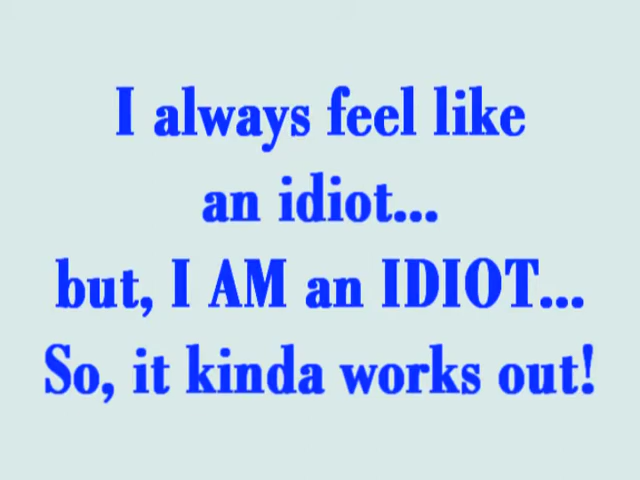 I always feel like
an idiot...
but, I AM an IDIOT...
So, it kinda works out!